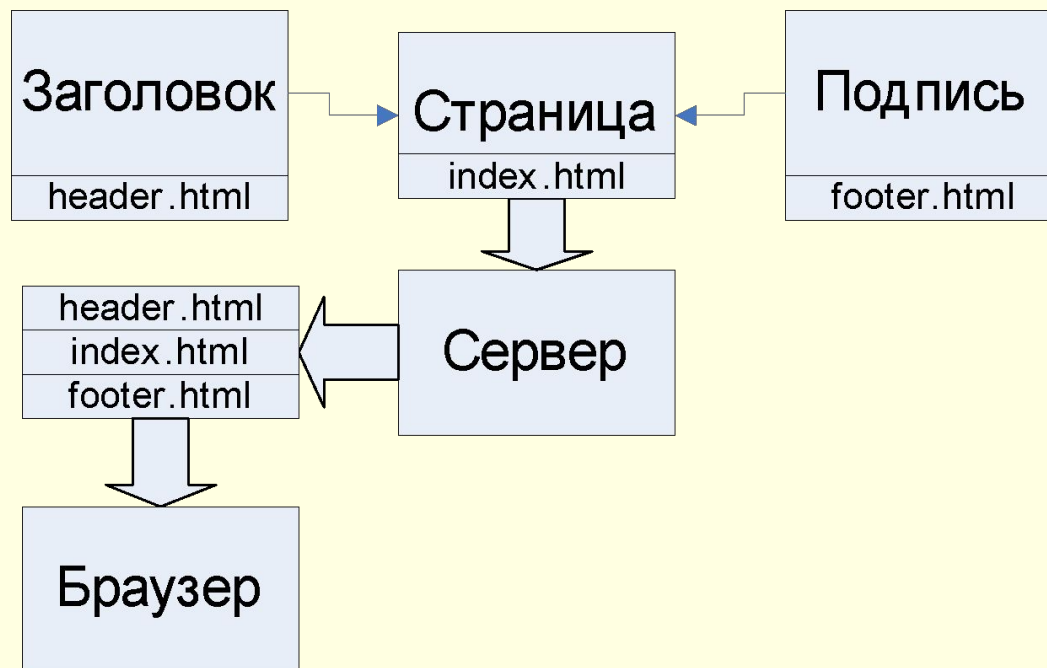 Заголовок
header.html
Страница
index.html
Подпись
footer.html
Сервер
header.html
index.html
footer.html
Браузер